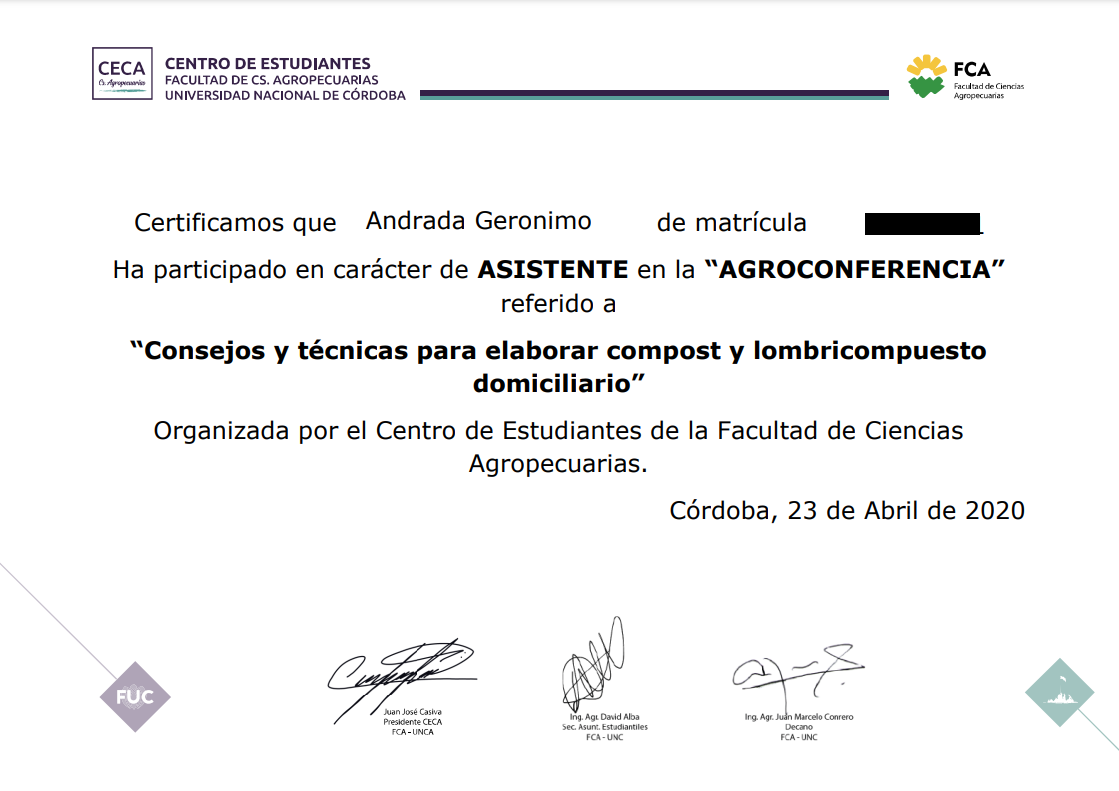 CECA
Cs. Agropecuarias
CENTRO DE ESTUDIANTES
FACULTAD DE CS. AGROPECUARIAS
UNIVERSIDAD NACIONAL DE CÓRDOBA
FCA
Facultad de Ciencias
Agropecuarias
Certificamos que Andrada Geronimo de matrícula
Ha participado en carácter de ASISTENTE en la “AGROCONFERENCIA”
referido a
“Consejos y técnicas para elaborar compost y lombricompuesto
domiciliario”
Organizada por el Centro de Estudiantes de la Facultad de Ciencias
Agropecuarias.
Córdoba, 23 de Abril de 2020
FUC
Juan José Casiva
Presidente CECA
FCA - UNCA
Ing. Agr. David Alba
Sec. Asunt. Estudiantiles
FCA - UNC
Ing. Agr. Juan Marcelo Conrero
Decano
FCA - UNC